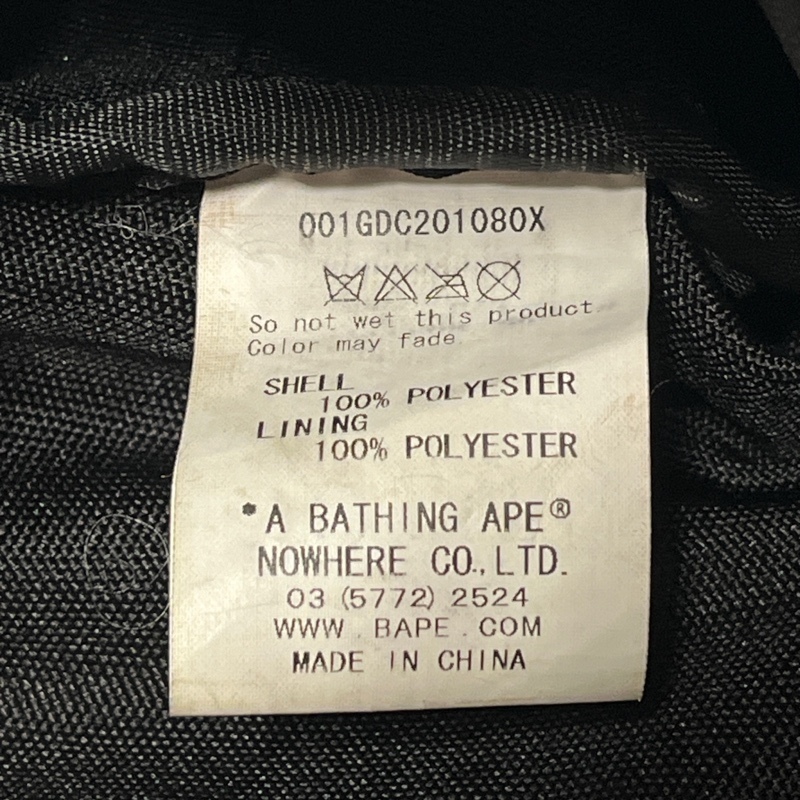 001GDC201080X
So not wet this product
Color may fade
SHELL
100% POLYESTER
LINING
100% POLYESTER
*A BATHING APE®
NOWHERE CO.,LTD.
03 (5772) 2524
WWW . BAPE . COM
MADE IN CHINA